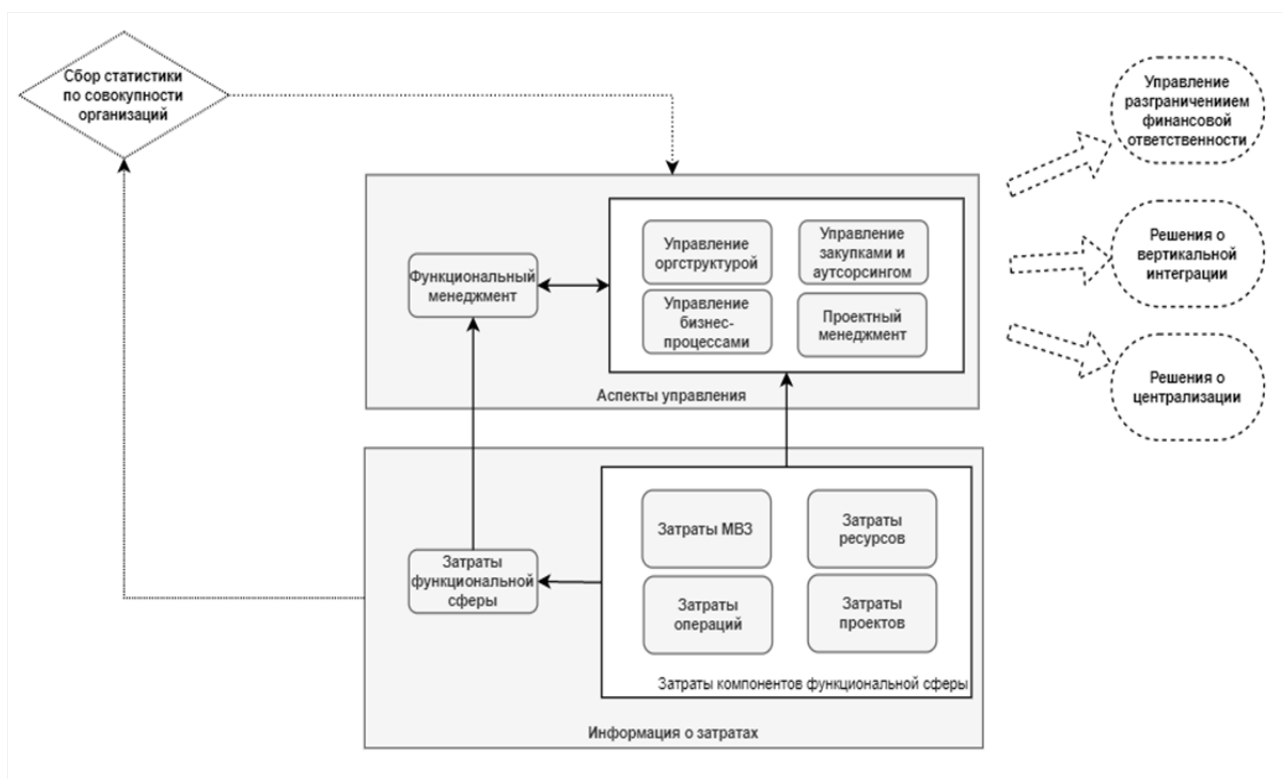 Сбор статистики
по совокупности
организаций
Управление
разграничениием
финансовой
ответственности
Решения о
вертикальной
интеграции
Решения о
централизации
Функциональный
менеджмент
Управление
оргструктурой
Управление
закупками и
аутсорсингом
Управление
бизнес-
процессами
Проектный
менеджмент
Аспекты управления
Затраты
функциональной
сферы
Затраты МВЗ
Затраты
ресурсов
Затраты
операций
Затраты
проектов
Затраты компонентов функциональной сферы
Информация о затратах